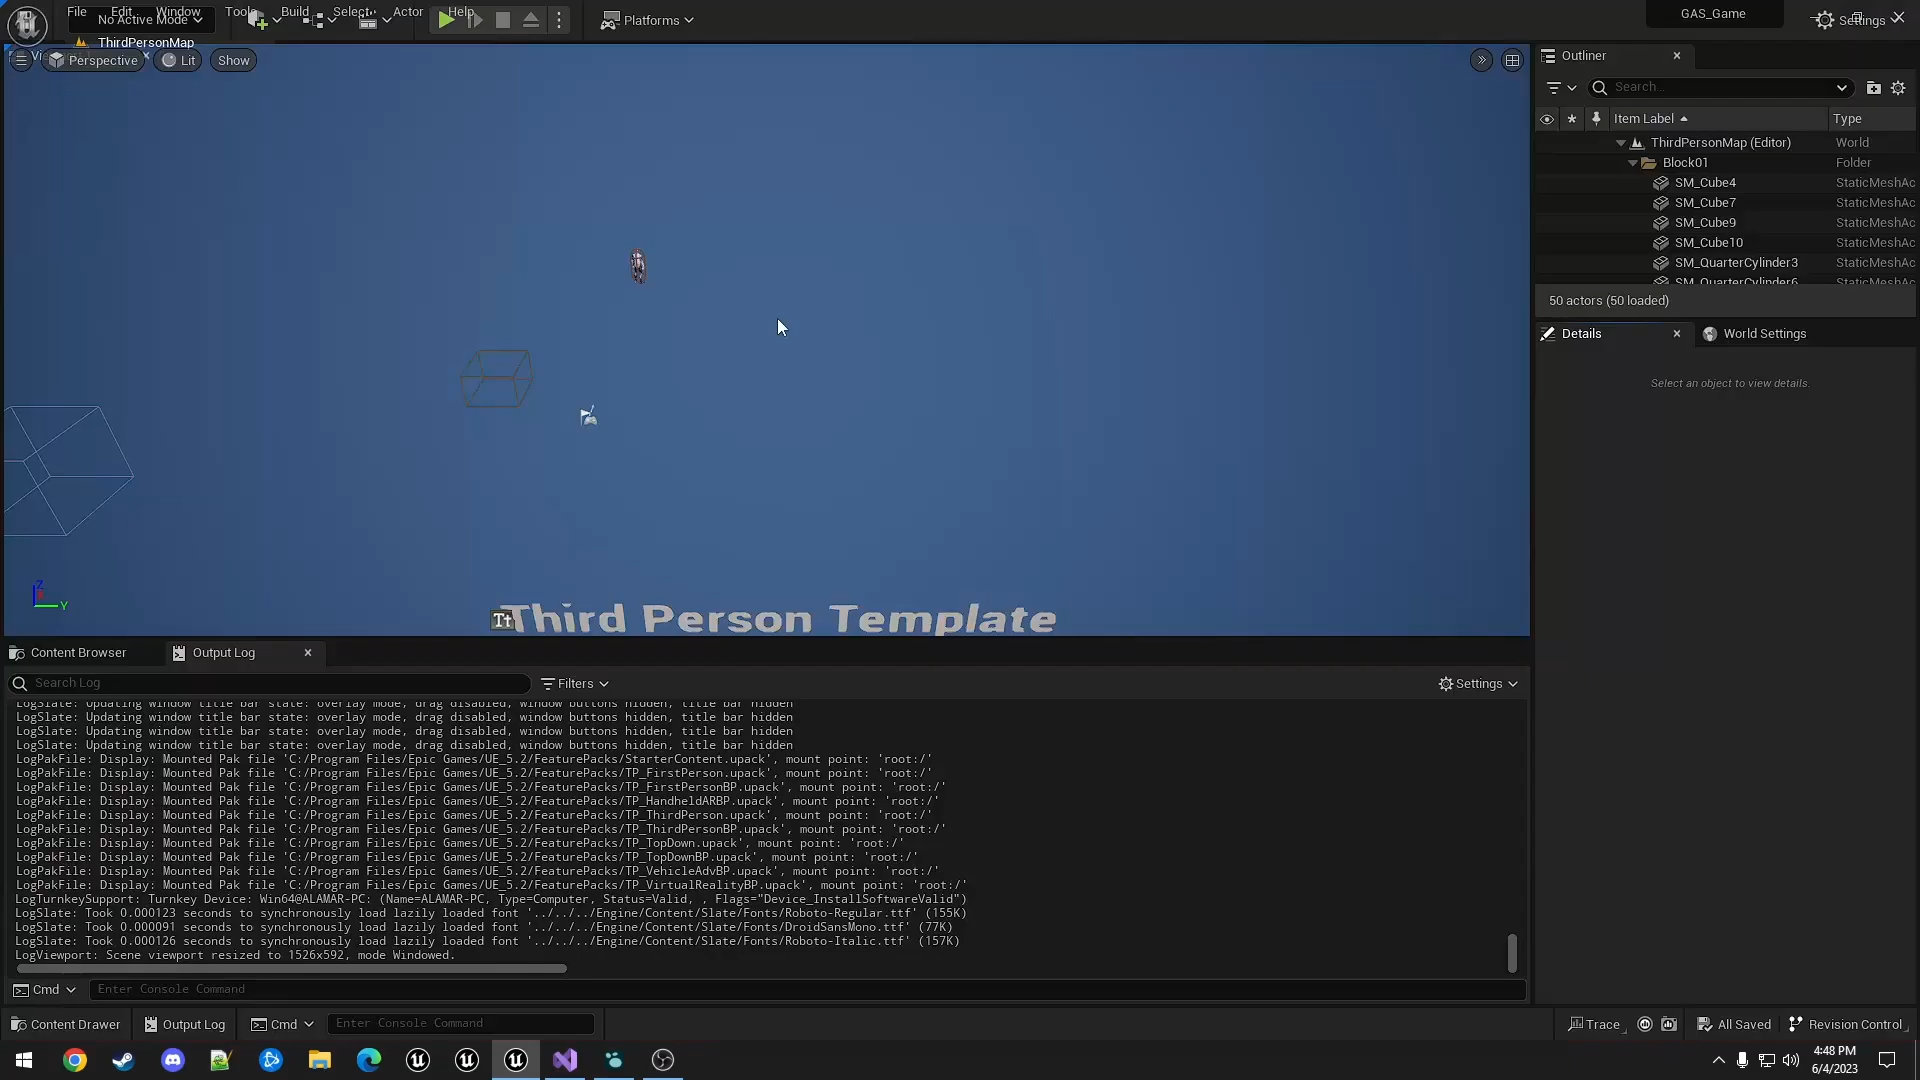 File Edit Window Tools Build Select Actor Help
No Active Mode
Platforms
GAS_Game
Settings
ThirdPersonMap
Perspective
Lit
Show
Outliner
Search...
Item Label
Type
ThirdPersonMap (Editor) World
Block01 Folder
SM_Cube4 StaticMeshAc
SM_Cube7 StaticMeshAc
SM_Cube9 StaticMeshAc
SM_Cube10 StaticMeshAc
SM_QuarterCylinder3 StaticMeshAc
SM_QuarterCylinder6 StaticMeshAc
50 actors (50 loaded)
Details
World Settings
Select an object to view details.
Z
Y
Tt
Third Person Template
Content Browser
Output Log
Search Log
Filters
Settings
LogSlate: Updating window title bar state: overlay mode, drag disabled, window buttons hidden, title bar hidden
LogSlate: Updating window title bar state: overlay mode, drag disabled, window buttons hidden, title bar hidden
LogSlate: Updating window title bar state: overlay mode, drag disabled, window buttons hidden, title bar hidden
LogSlate: Updating window title bar state: overlay mode, drag disabled, window buttons hidden, title bar hidden
LogPakFile: Display: Mounted Pak file 'C:/Program Files/Epic Games/UE_5.2/FeaturePacks/StarterContent.upack', mount point: 'root:/'
LogPakFile: Display: Mounted Pak file 'C:/Program Files/Epic Games/UE_5.2/FeaturePacks/TP_FirstPerson.upack', mount point: 'root:/'
LogPakFile: Display: Mounted Pak file 'C:/Program Files/Epic Games/UE_5.2/FeaturePacks/TP_FirstPersonBP.upack', mount point: 'root:/'
LogPakFile: Display: Mounted Pak file 'C:/Program Files/Epic Games/UE_5.2/FeaturePacks/TP_HandheldARBP.upack', mount point: 'root:/'
LogPakFile: Display: Mounted Pak file 'C:/Program Files/Epic Games/UE_5.2/FeaturePacks/TP_ThirdPerson.upack', mount point: 'root:/'
LogPakFile: Display: Mounted Pak file 'C:/Program Files/Epic Games/UE_5.2/FeaturePacks/TP_ThirdPersonBP.upack', mount point: 'root:/'
LogPakFile: Display: Mounted Pak file 'C:/Program Files/Epic Games/UE_5.2/FeaturePacks/TP_TopDown.upack', mount point: 'root:/'
LogPakFile: Display: Mounted Pak file 'C:/Program Files/Epic Games/UE_5.2/FeaturePacks/TP_TopDownBP.upack', mount point: 'root:/'
LogPakFile: Display: Mounted Pak file 'C:/Program Files/Epic Games/UE_5.2/FeaturePacks/TP_VehicleAdvBP.upack', mount point: 'root:/'
LogPakFile: Display: Mounted Pak file 'C:/Program Files/Epic Games/UE_5.2/FeaturePacks/TP_VirtualRealityBP.upack', mount point: 'root:/'
LogTurnkeySupport: Turnkey Device: Win64@ALAMAR-PC: (Name=ALAMAR-PC, Type=Computer, Status=Valid, , Flags="Device_InstallSoftwareValid")
LogSlate: Took 0.000123 seconds to synchronously load lazily loaded font '../../../Engine/Content/Slate/Fonts/Roboto-Regular.ttf' (155K)
LogSlate: Took 0.000091 seconds to synchronously load lazily loaded font '../../../Engine/Content/Slate/Fonts/DroidSansMono.ttf' (77K)
LogSlate: Took 0.000126 seconds to synchronously load lazily loaded font '../../../Engine/Content/Slate/Fonts/Roboto-Italic.ttf' (157K)
LogViewport: Scene viewport resized to 1526x592, mode Windowed.
Cmd
Enter Console Command
Content Drawer
Output Log
Cmd
Enter Console Command
Trace
All Saved
Revision Control
4:48 PM
6/4/2023